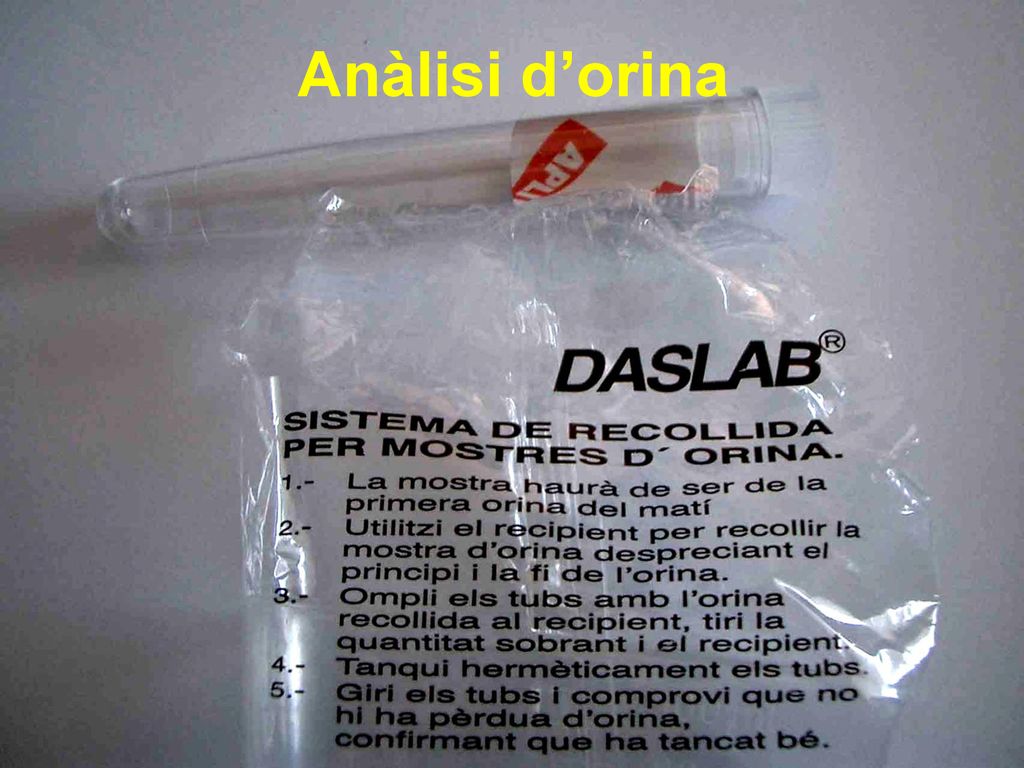 Anàlisi d’orina
APLI
DASLAB®
SISTEMA DE RECOLLIDA
PER MOSTRES D´ ORINA.
1.- La mostra haurà de ser de la
primera orina del matí
2.- Utilitzi el recipient per recollir la
mostra d'orina despreciant el
principi i la fi de l'orina.
3.- Ompli els tubs amb l'orina
recollida al recipient, tiri la
quantitat sobrant i el recipient.
4.- Tanqui hermèticament els tubs.
5.- Giri els tubs i comprovi que no
hi ha pèrdua d'orina,
confirmant que ha tancat bé.